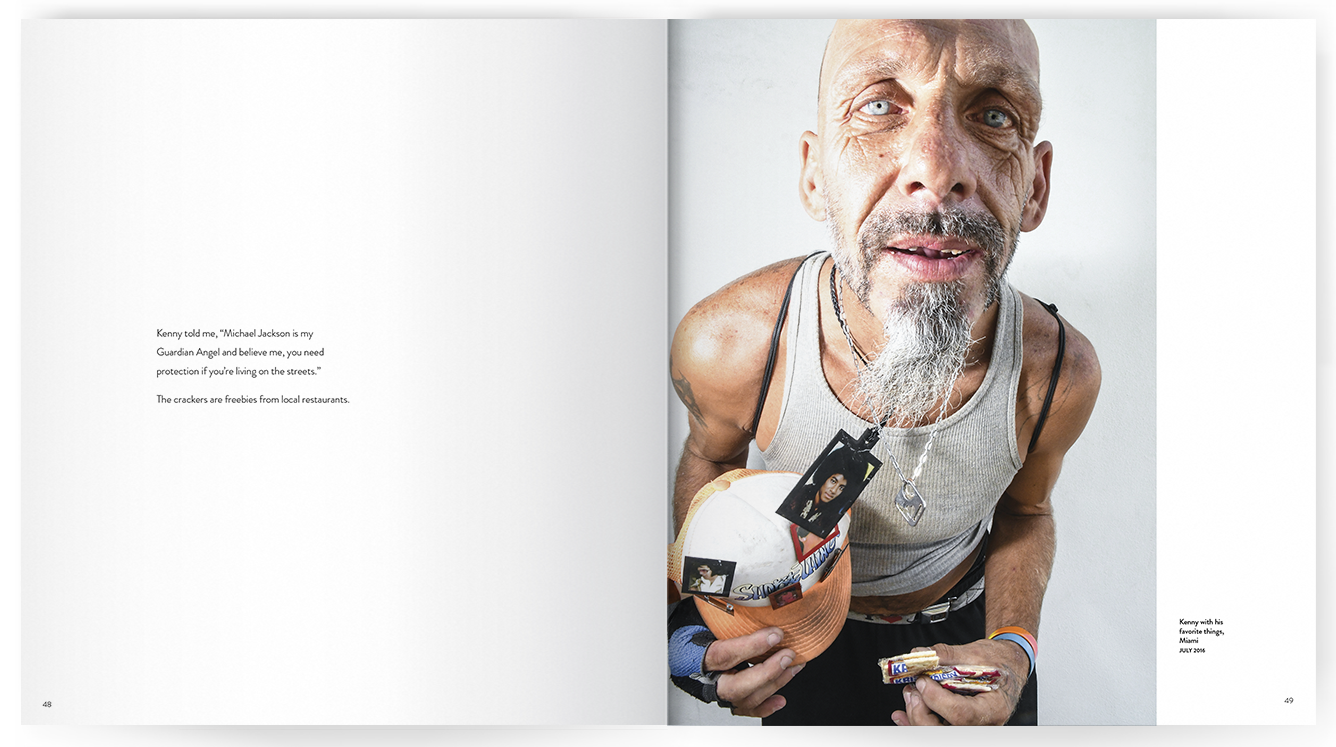 Kenny told me, “Michael Jackson is my
Guardian Angel and believe me, you need
protection if you’re living on the streets.”
The crackers are freebies from local restaurants.
48
Kenny with his
favorite things,
Miami
JULY 2016
49